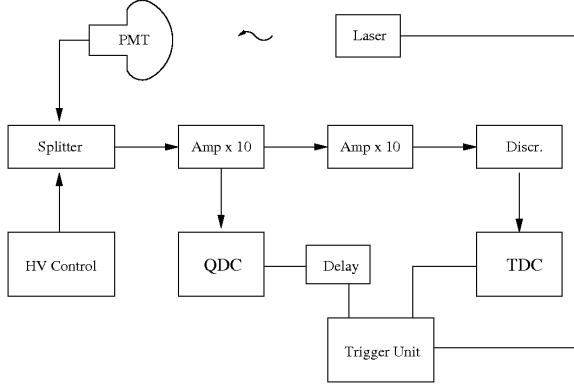 PMT
Laser
Splitter
Amp x 10
Amp x 10
Discr.
HV Control
QDC
Delay
TDC
Trigger Unit